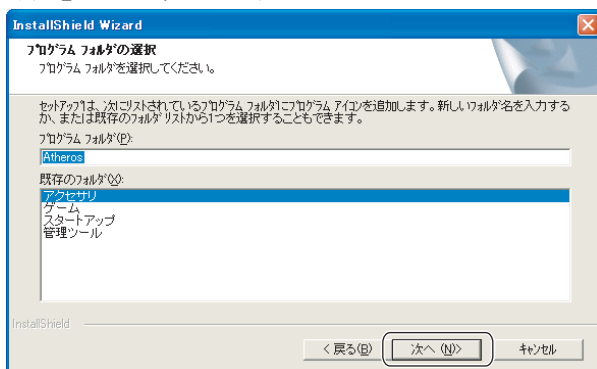 InstallShield Wizard
プログラム フォルダの選択
プログラム フォルダを選択してください。
セットアップは、次にリストされているプログラム フォルダにプログラム アイコンを追加します。新しいフォルダ名を入力する
か、または既存のフォルダ リストから1つを選択することもできます。
プログラム フォルダ(P):
Atheros
既存のフォルダ(X):
アクセサリ
ゲーム
スタートアップ
管理ツール
InstallShield
< 戻る(B)
次へ (N)>
キャンセル